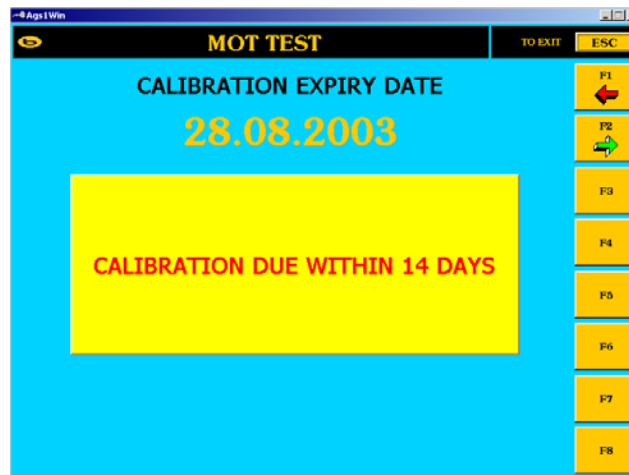 Ags1Win
MOT TEST
TO EXIT
ESC
CALIBRATION EXPIRY DATE
28.08.2003
CALIBRATION DUE WITHIN 14 DAYS
F1
F2
F3
F4
F5
F6
F7
F8